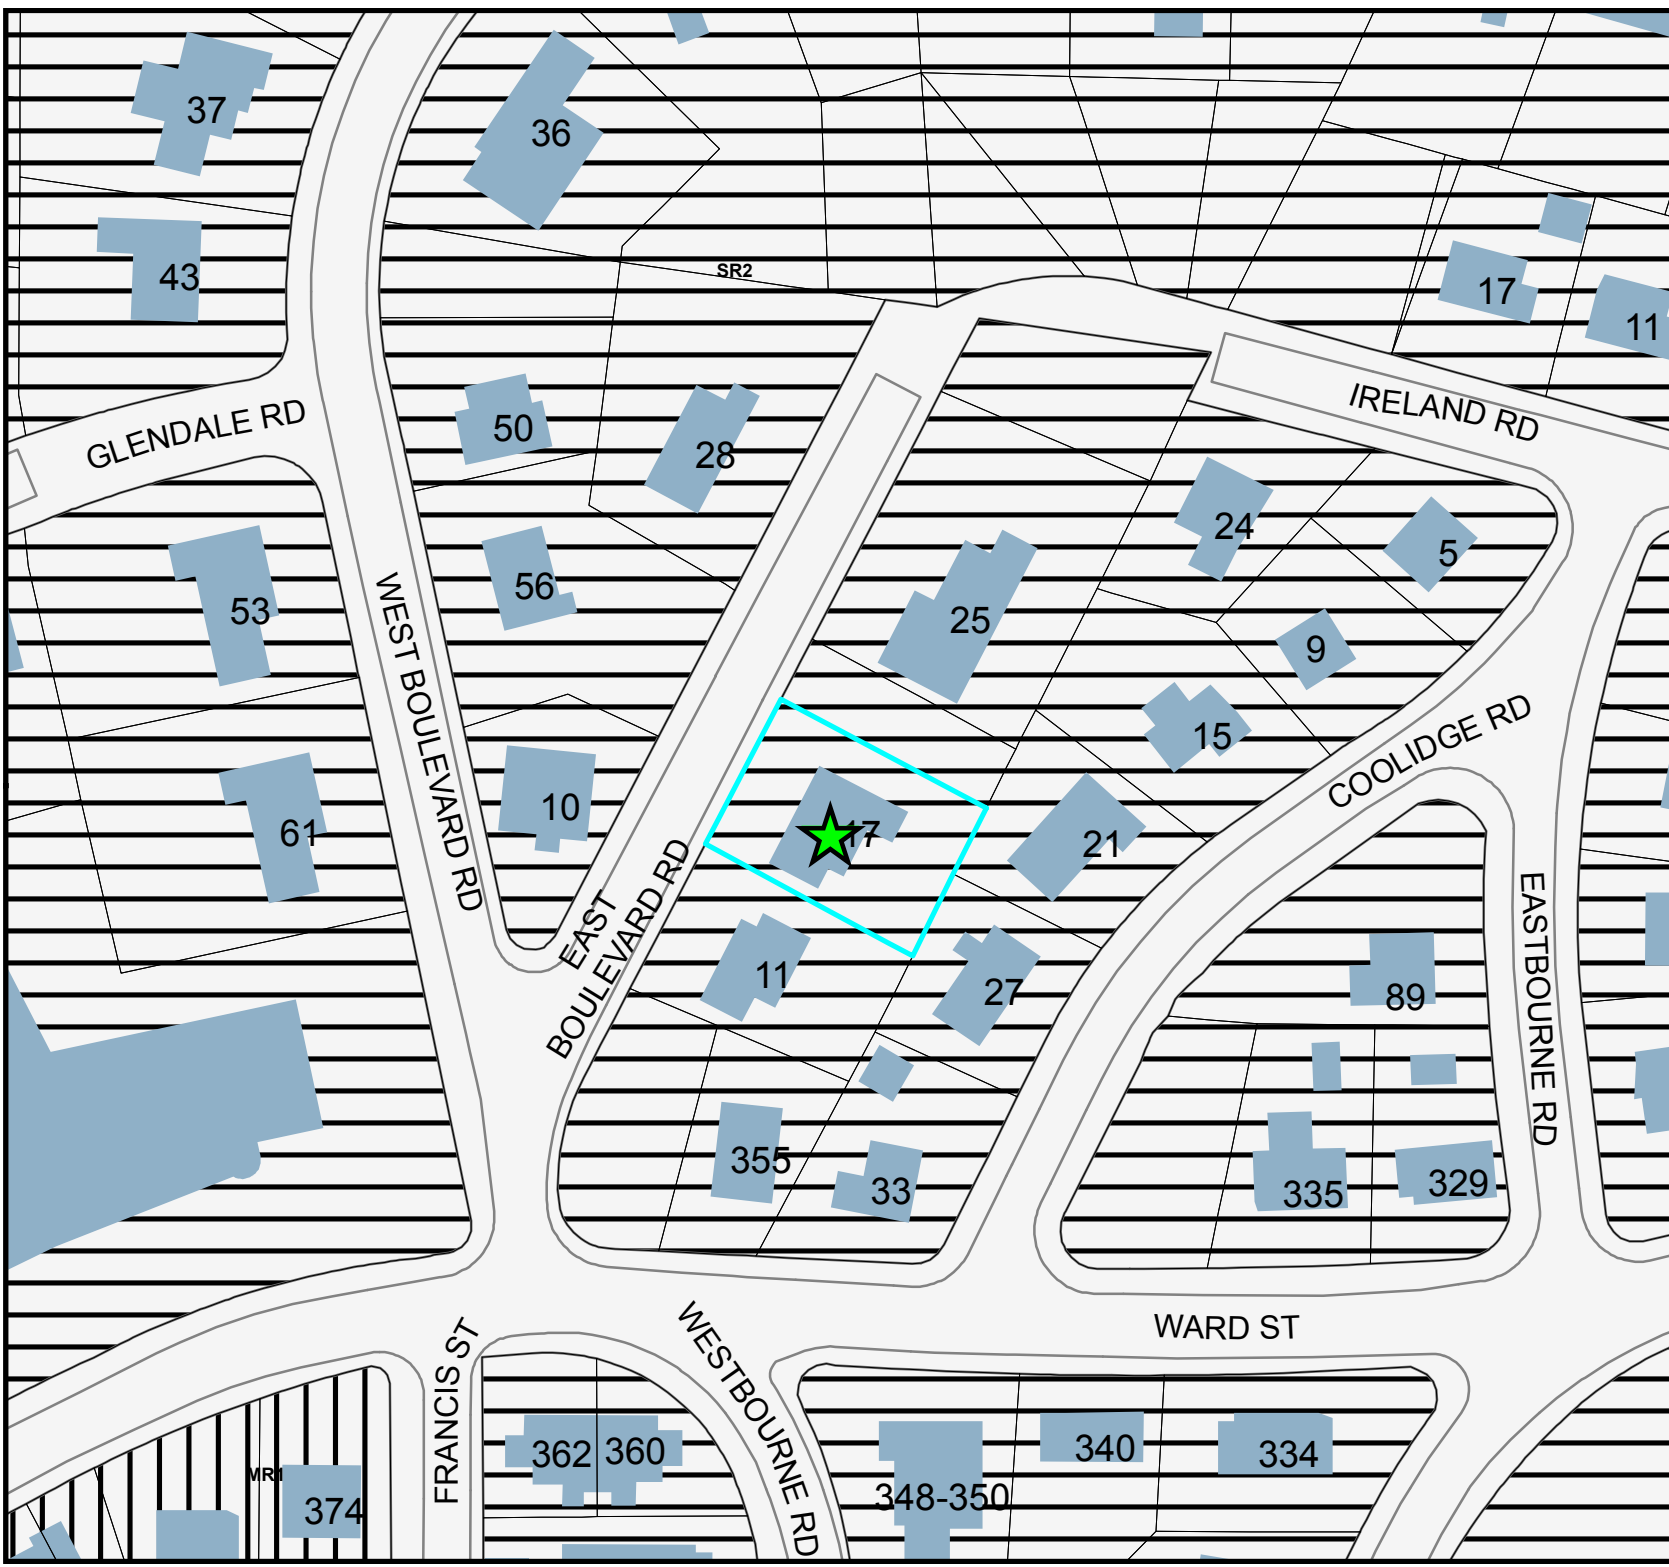 37
36
43
SR2
17
11
GLENDALE RD
IRELAND RD
50
28
24
5
56
53
WEST BOULEVARD RD
25
9
15
COOLIDGE RD
10
61
17
21
EAST
BOULEVARD RD
EASTBOURNE RD
11
27
89
355
33
335
329
WARD ST
WESTBOURNE RD
FRANCIS ST
362
360
340
334
MR1
374
348-350